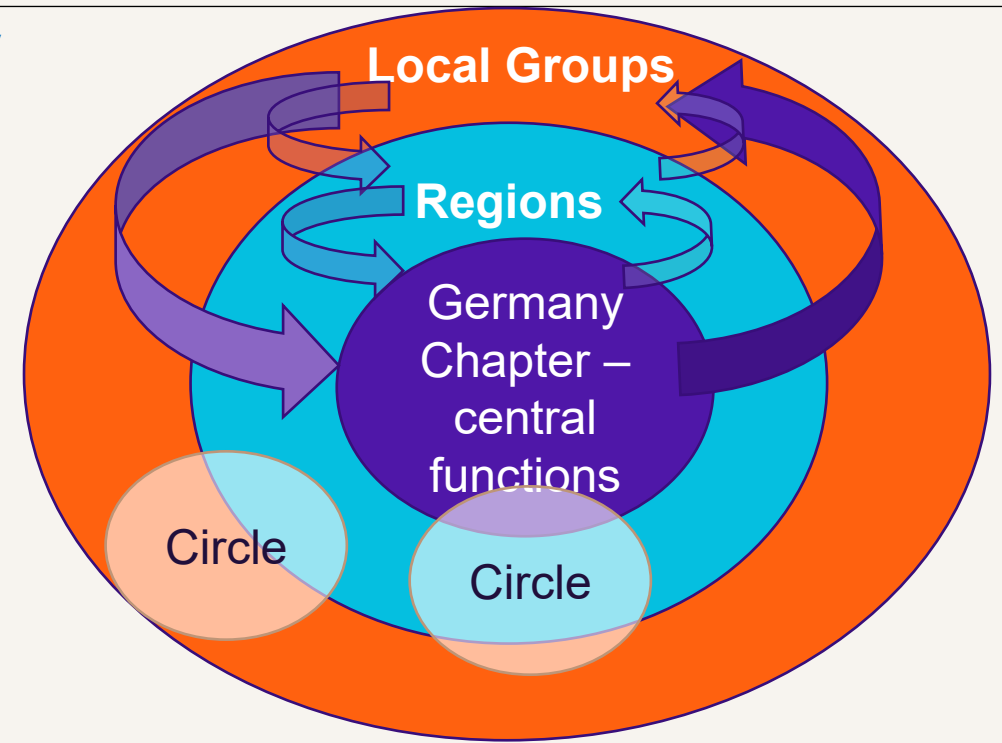 Local Groups
Regions
Germany
Chapter –
central
functions
Circle
Circle